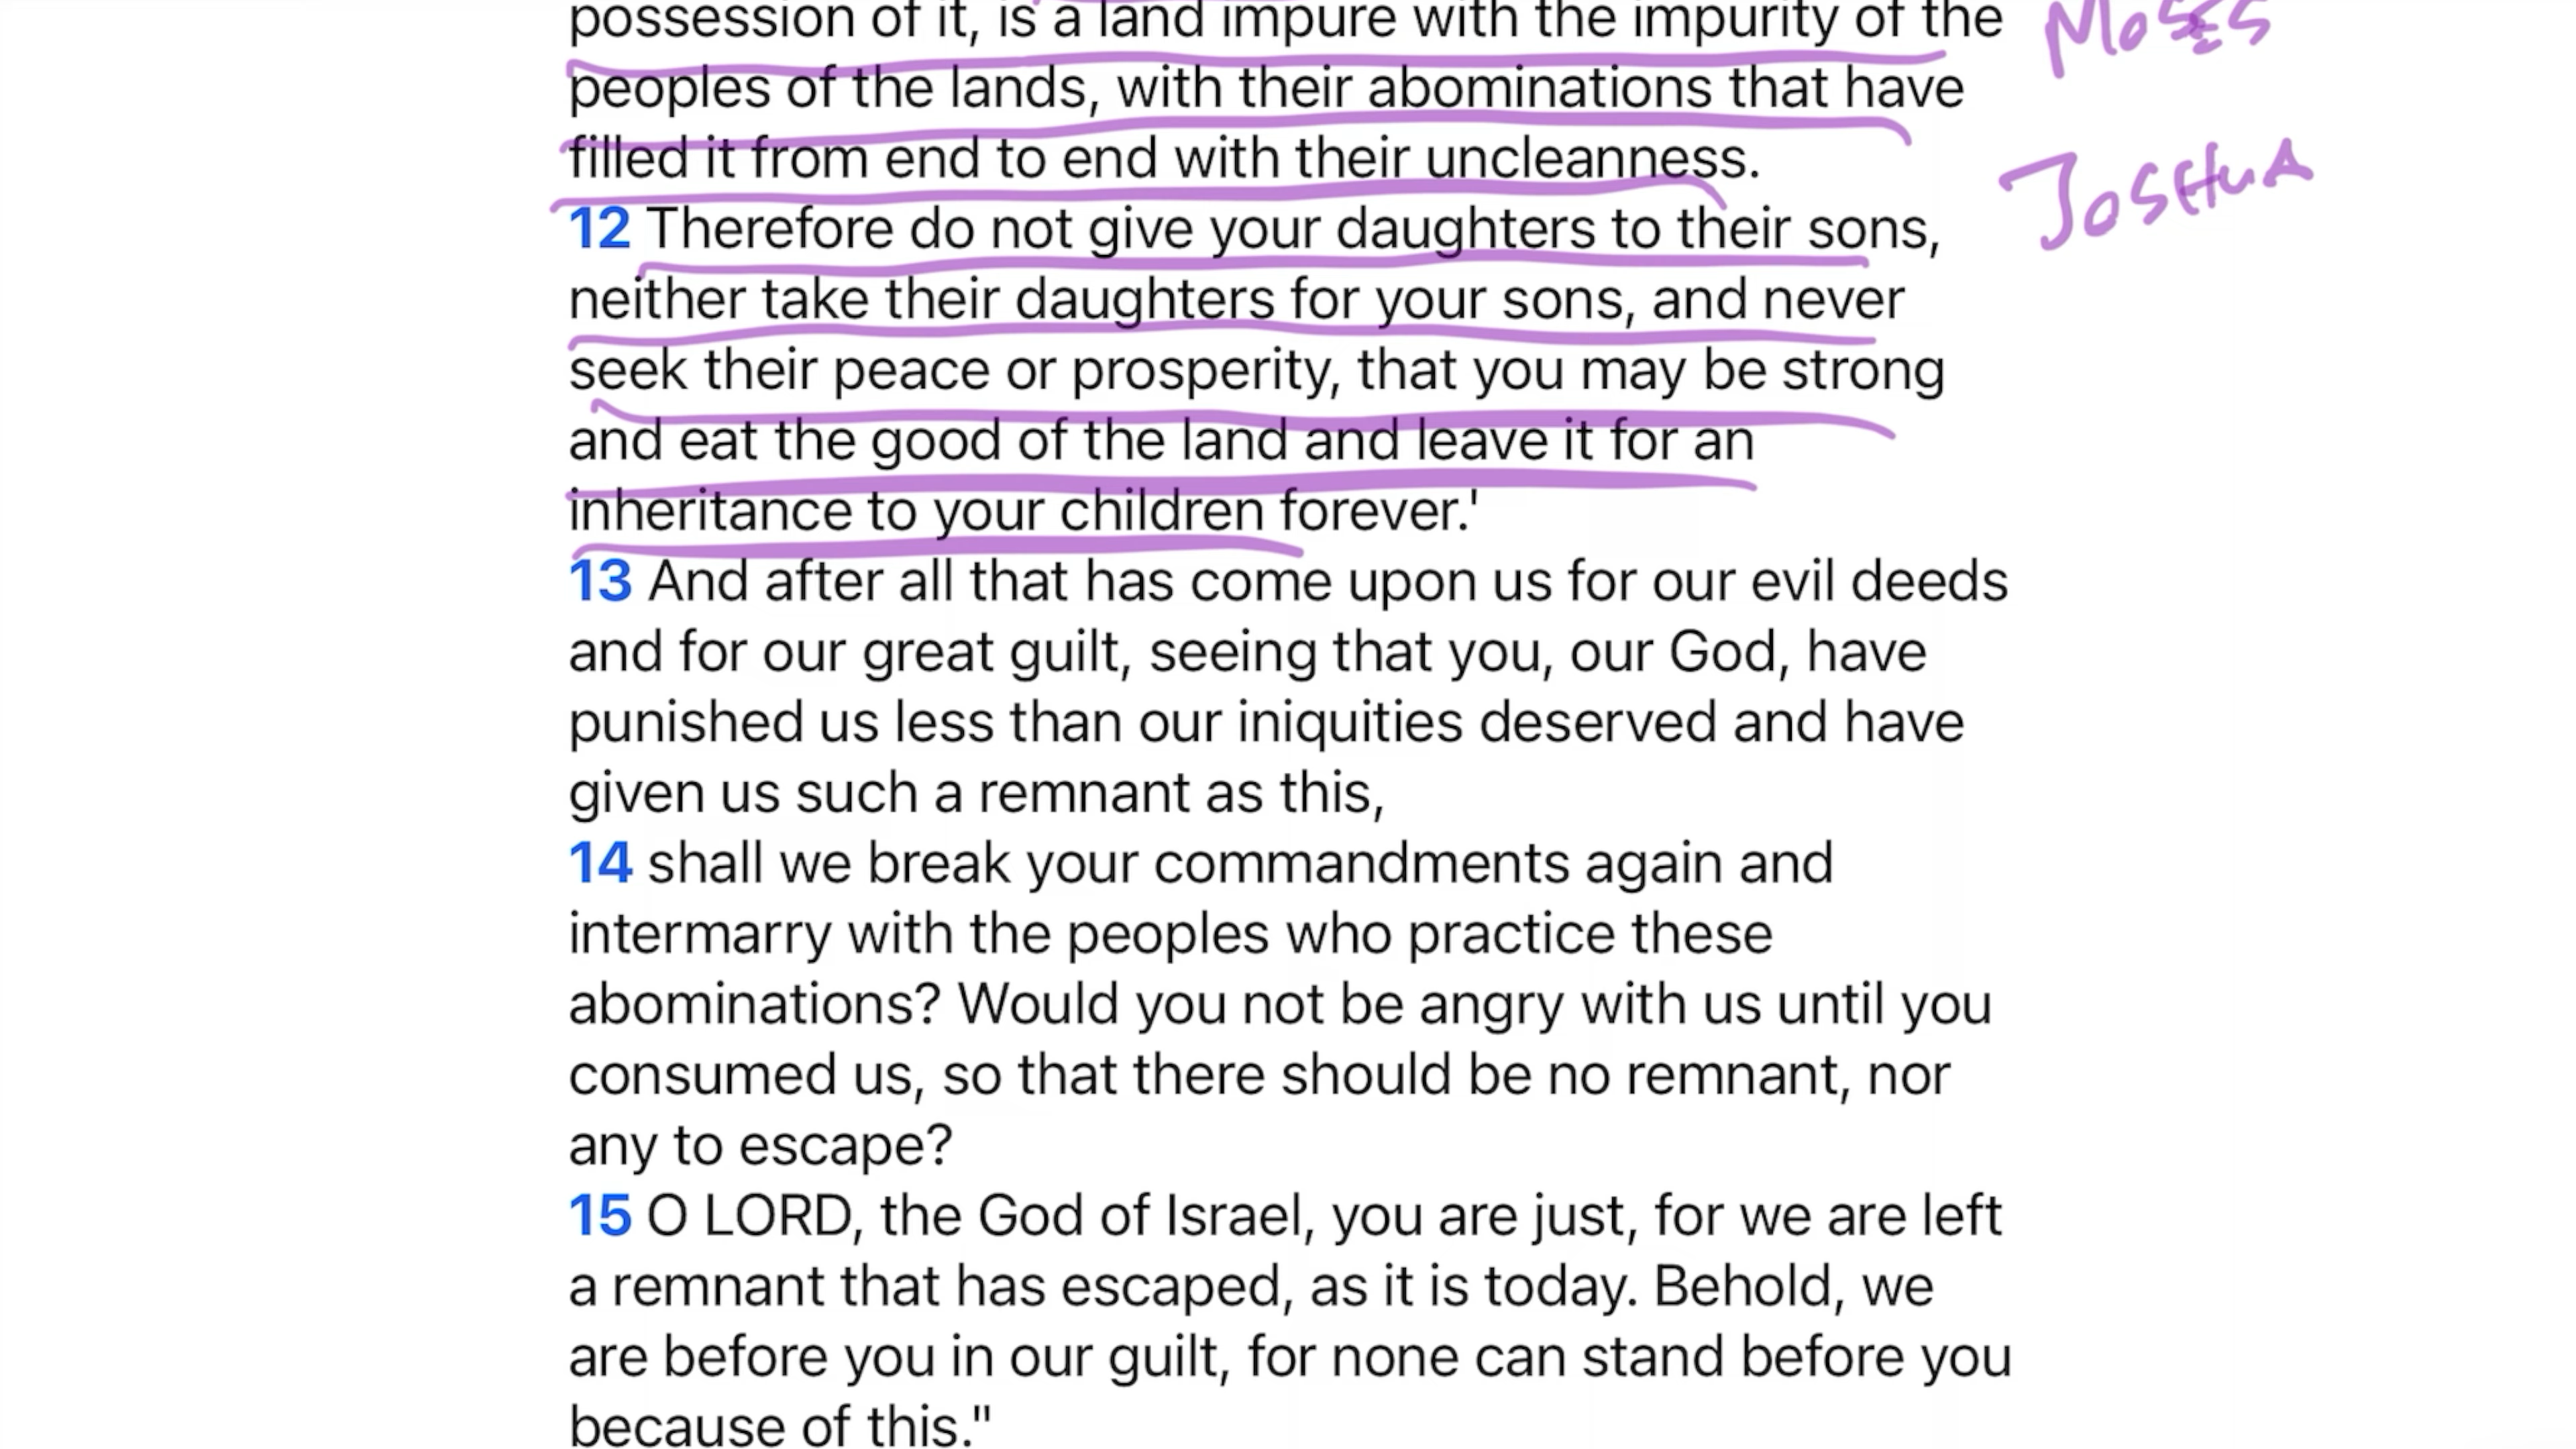 possession of it, is a land impure with the impurity of the
MOSES
peoples of the lands, with their abominations that have
filled it from end to end with their uncleanness.
JOSHUA
12 Therefore do not give your daughters to their sons,
neither take their daughters for your sons, and never
seek their peace or prosperity, that you may be strong
and eat the good of the land and leave it for an
inheritance to your children forever.'
13 And after all that has come upon us for our evil deeds
and for our great guilt, seeing that you, our God, have
punished us less than our iniquities deserved and have
given us such a remnant as this,
14 shall we break your commandments again and
intermarry with the peoples who practice these
abominations? Would you not be angry with us until you
consumed us, so that there should be no remnant, nor
any to escape?
15 O LORD, the God of Israel, you are just, for we are left
a remnant that has escaped, as it is today. Behold, we
are before you in our guilt, for none can stand before you
because of this."